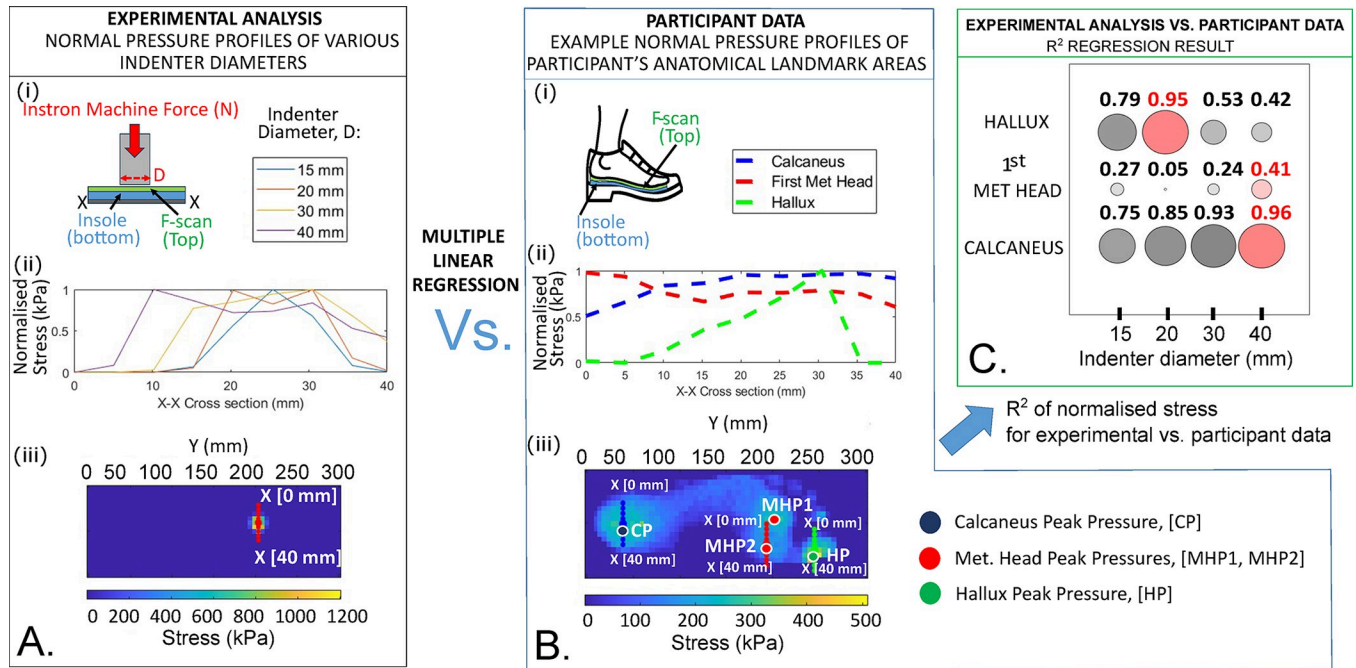 EXPERIMENTAL ANALYSIS
NORMAL PRESSURE PROFILES OF VARIOUS
INDENTER DIAMETERS
(i)
Instron Machine Force (N)
D
X
X
Insole
(bottom)
F-scan
(Top)
Indenter
Diameter, D:
15 mm
20 mm
30 mm
40 mm
(ii)
Normalised
Stress (kPa)
1
0.5
0
0 10 20 30 40
X-X Cross section (mm)
(iii)
Y (mm)
0 50 100 150 200 250 300
X [0 mm]
X [40 mm]
0 200 400 600 800 1000 1200
Stress (kPa)
A.
MULTIPLE
LINEAR
REGRESSION
Vs.
PARTICIPANT DATA
EXAMPLE NORMAL PRESSURE PROFILES OF
PARTICIPANT'S ANATOMICAL LANDMARK AREAS
(i)
F-scan
(Top)
Insole
(bottom)
Calcaneus
First Met Head
Hallux
(ii)
Normalised
Stress (kPa)
1
0.5
0
0 5 10 15 20 25 30 35 40
X-X Cross section (mm)
(iii)
Y (mm)
0 50 100 150 200 250 300
X [0 mm]
CP
X [40 mm]
MHP1
X [0 mm]
MHP2
X [40 mm]
X [0 mm]
HP
X [40 mm]
0 100 200 300 400 500
Stress (kPa)
B.
EXPERIMENTAL ANALYSIS VS. PARTICIPANT DATA
R² REGRESSION RESULT
HALLUX
0.79 0.95 0.53 0.42
1st
MET HEAD
0.27 0.05 0.24 0.41
CALCANEUS
0.75 0.85 0.93 0.96
15 20 30 40
Indenter diameter (mm)
C.
R² of normalised stress
for experimental vs. participant data
Calcaneus Peak Pressure, [CP]
Met. Head Peak Pressures, [MHP1, MHP2]
Hallux Peak Pressure, [HP]